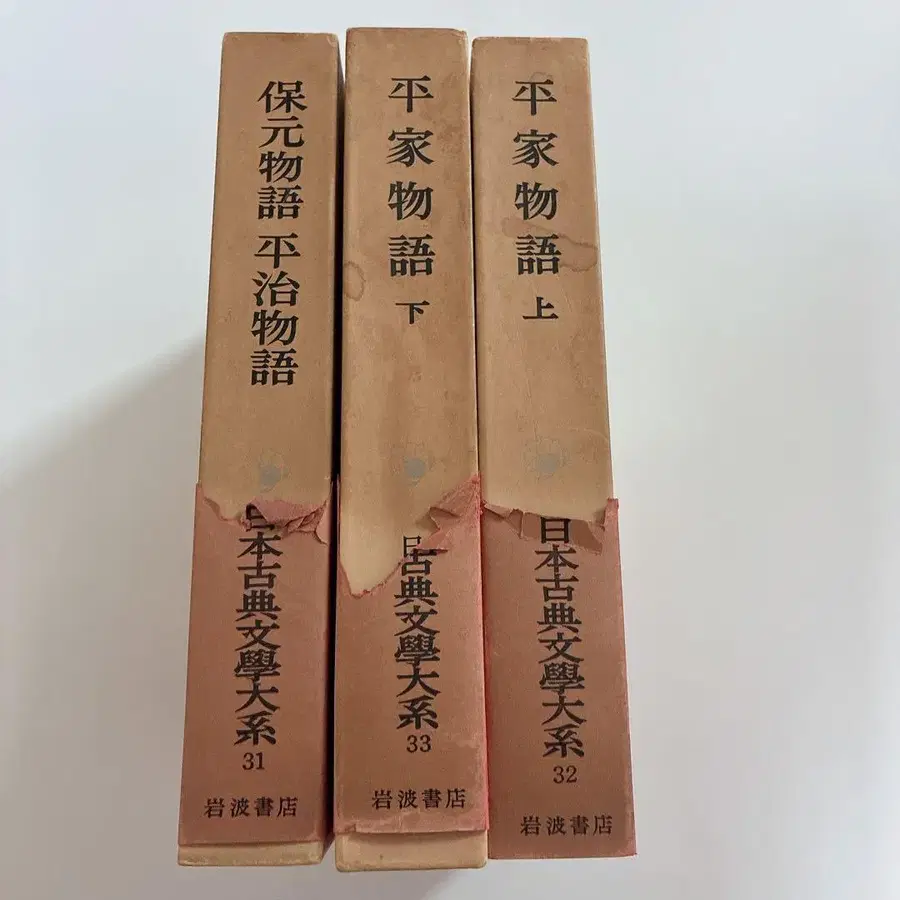 保元物語 平治物語
日本古典文學大系
31
岩波書店
平家物語 下
古典文學大系
33
岩波書店
平家物語 上
日本古典文學大系
32
岩波書店